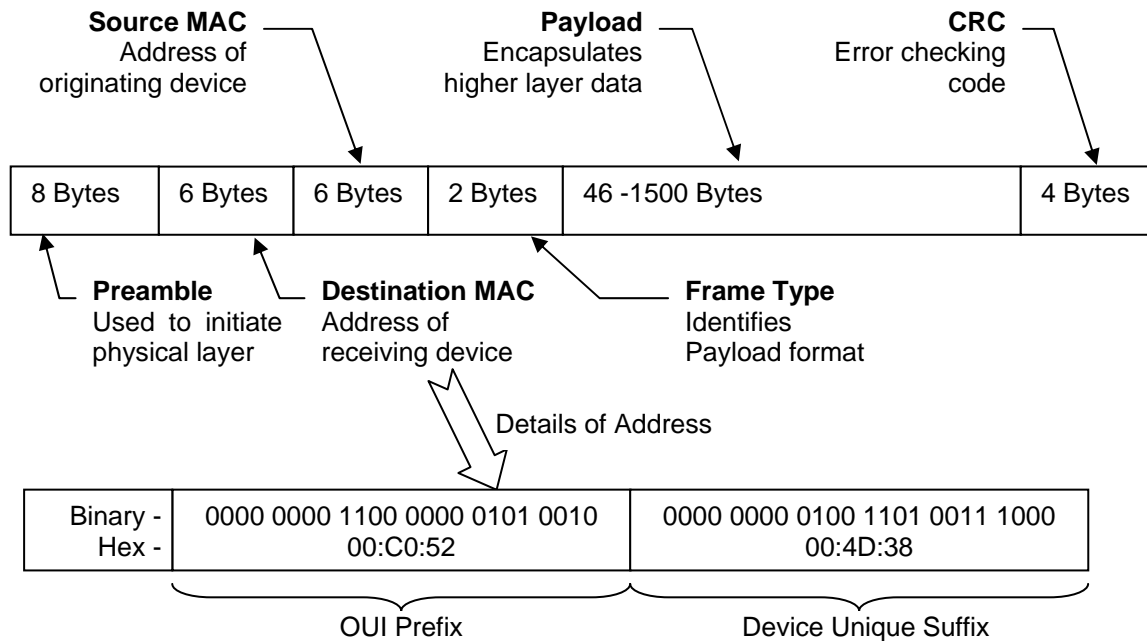 Source MAC
Address of
originating device
Payload
Encapsulates
higher layer data
CRC
Error checking
code
8 Bytes
6 Bytes
6 Bytes
2 Bytes
46 -1500 Bytes
4 Bytes
Preamble
Used to initiate
physical layer
Destination MAC
Address of
receiving device
Frame Type
Identifies
Payload format
Details of Address
Binary -
Hex -
0000 0000 1100 0000 0101 0010
00:C0:52
0000 0000 0100 1101 0011 1000
00:4D:38
OUI Prefix
Device Unique Suffix